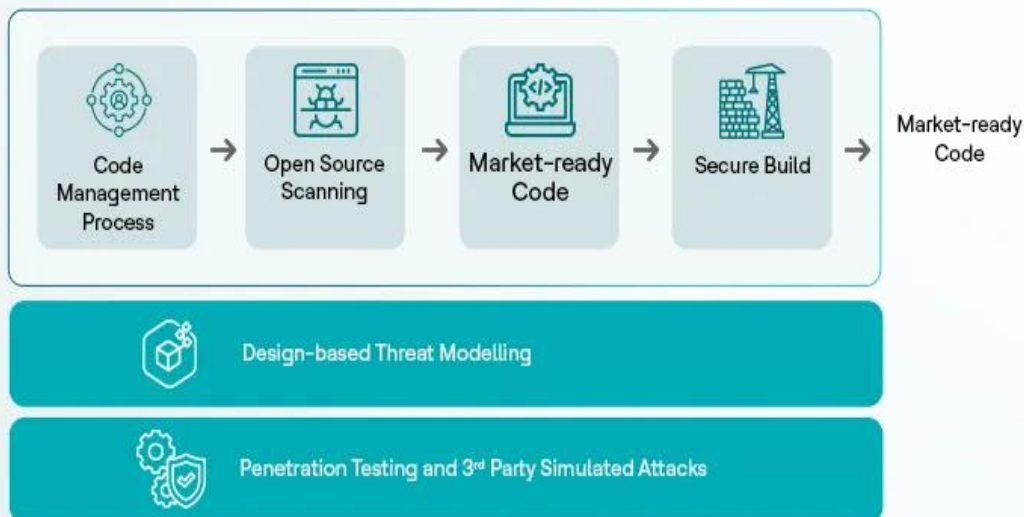 Code
Management
Process
Open Source
Scanning
Market-ready
Code
Secure Build
Market-ready
Code
Design-based Threat Modelling
Penetration Testing and 3rd Party Simulated Attacks